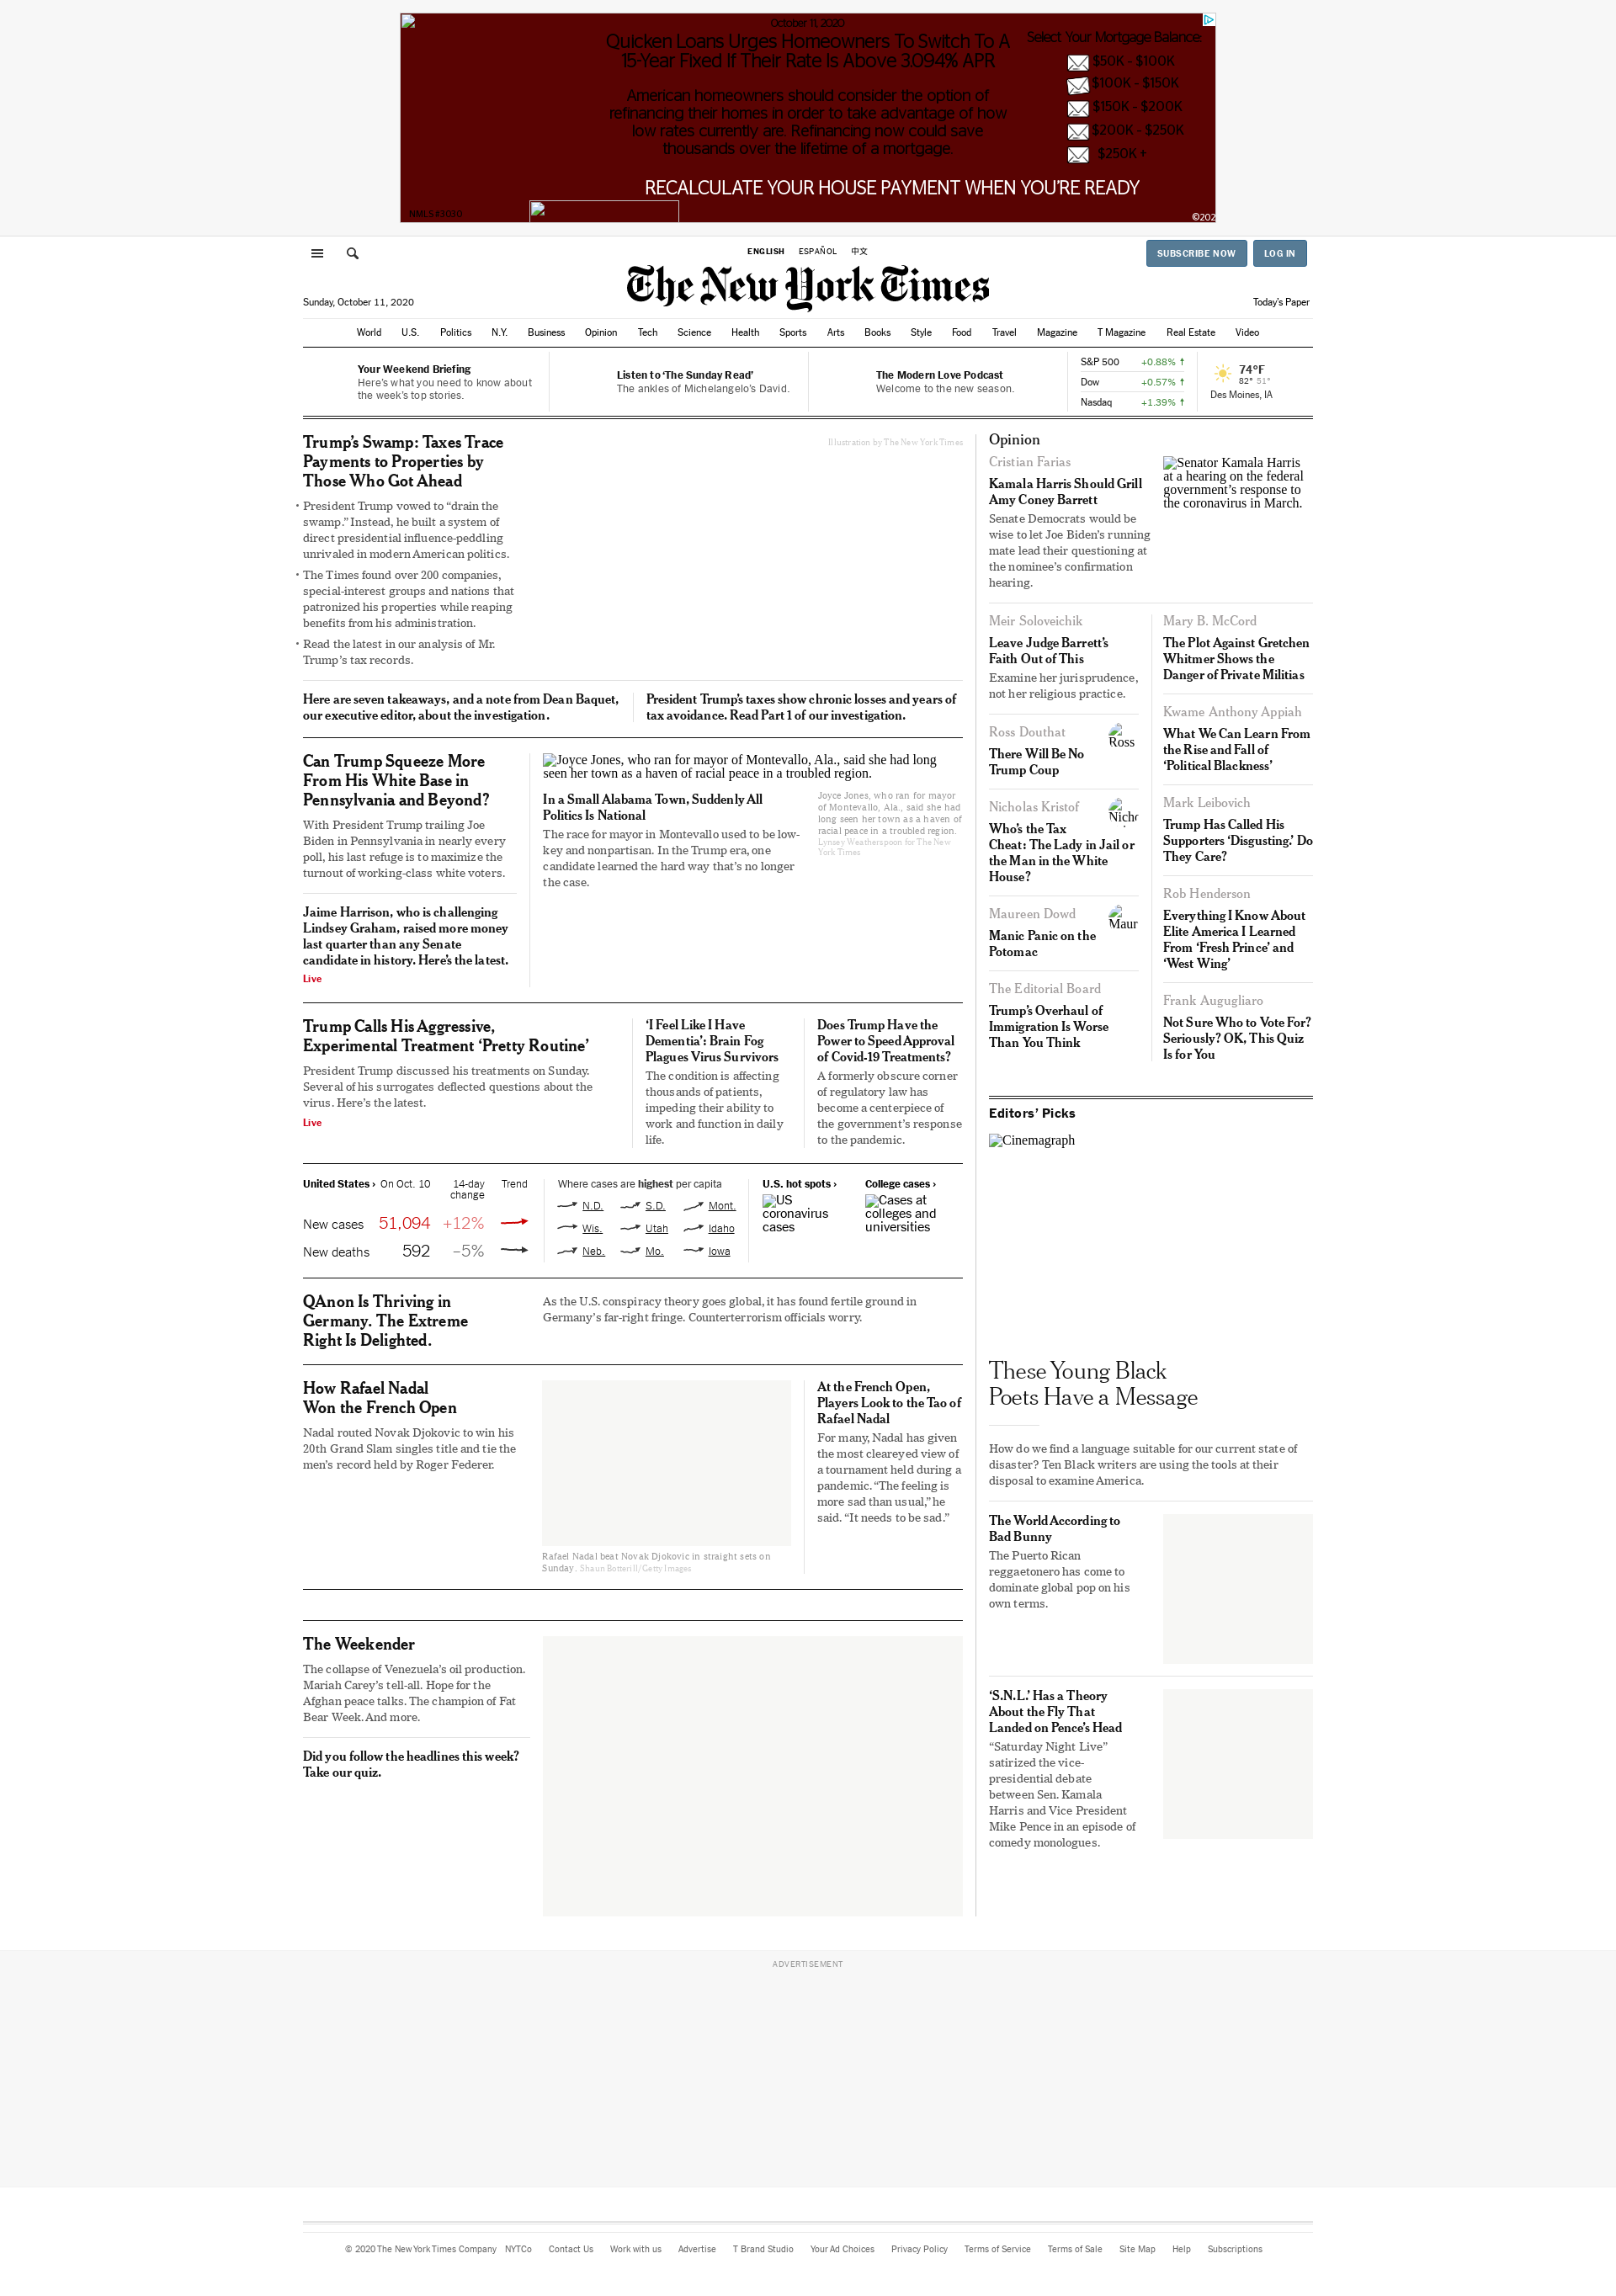 October 11, 2020
Quicken Loans Urges Homeowners To Switch To A
15-Year Fixed If Their Rate Is Above 3.094% APR
American homeowners should consider the option of
refinancing their homes in order to take advantage of how
low rates currently are. Refinancing now could save
thousands over the lifetime of a mortgage.
Select Your Mortgage Balance:
$50K - $100K
$100K - $150K
$150K - $200K
$200K - $250K
$250K +
RECALCULATE YOUR HOUSE PAYMENT WHEN YOU'RE READY
NMLS#3030
©202
ENGLISH ESPAÑOL 中文
SUBSCRIBE NOW LOG IN
The New York Times
Sunday, October 11, 2020
Today's Paper
World U.S. Politics N.Y. Business Opinion Tech Science Health Sports Arts Books Style Food Travel Magazine T Magazine Real Estate Video
Your Weekend Briefing
Here's what you need to know about
the week's top stories.
Listen to 'The Sunday Read'
The ankles of Michelangelo's David.
The Modern Love Podcast
Welcome to the new season.
S&P 500 +0.88%
Dow +0.57%
Nasdaq +1.39%
74°F
82° 51°
Des Moines, IA
Trump's Swamp: Taxes Trace
Payments to Properties by
Those Who Got Ahead
• President Trump vowed to “drain the
swamp.” Instead, he built a system of
direct presidential influence-peddling
unrivaled in modern American politics.
• The Times found over 200 companies,
special-interest groups and nations that
patronized his properties while reaping
benefits from his administration.
• Read the latest in our analysis of Mr.
Trump's tax records.
Illustration by The New York Times
Here are seven takeaways, and a note from Dean Baquet,
our executive editor, about the investigation.
President Trump's taxes show chronic losses and years of
tax avoidance. Read Part 1 of our investigation.
Can Trump Squeeze More
From His White Base in
Pennsylvania and Beyond?
With President Trump trailing Joe
Biden in Pennsylvania in nearly every
poll, his last refuge is to maximize the
turnout of working-class white voters.
Jaime Harrison, who is challenging
Lindsey Graham, raised more money
last quarter than any Senate
candidate in history. Here's the latest.
Live
Joyce Jones, who ran for mayor of Montevallo, Ala., said she had long
seen her town as a haven of racial peace in a troubled region.
In a Small Alabama Town, Suddenly All
Politics Is National
The race for mayor in Montevallo used to be low-
key and nonpartisan. In the Trump era, one
candidate learned the hard way that's no longer
the case.
Joyce Jones, who ran for mayor
of Montevallo, Ala., said she had
long seen her town as a haven of
racial peace in a troubled region.
Lynsey Weatherspoon for The New
York Times
Trump Calls His Aggressive,
Experimental Treatment ‘Pretty Routine’
President Trump discussed his treatments on Sunday.
Several of his surrogates deflected questions about the
virus. Here's the latest.
Live
‘I Feel Like I Have
Dementia’: Brain Fog
Plagues Virus Survivors
The condition is affecting
thousands of patients,
impeding their ability to
work and function in daily
life.
Does Trump Have the
Power to Speed Approval
of Covid-19 Treatments?
A formerly obscure corner
of regulatory law has
become a centerpiece of
the government's response
to the pandemic.
United States › On Oct. 10 14-day
change Trend
New cases 51,094 +12%
New deaths 592 –5%
Where cases are highest per capita
N.D. S.D. Mont.
Wis. Utah Idaho
Neb. Mo. Iowa
U.S. hot spots ›
US
coronavirus
cases
College cases ›
Cases at
colleges and
universities
QAnon Is Thriving in
Germany. The Extreme
Right Is Delighted.
As the U.S. conspiracy theory goes global, it has found fertile ground in
Germany's far-right fringe. Counterterrorism officials worry.
How Rafael Nadal
Won the French Open
Nadal routed Novak Djokovic to win his
20th Grand Slam singles title and tie the
men's record held by Roger Federer.
Rafael Nadal beat Novak Djokovic in straight sets on
Sunday. Shaun Botterill/Getty Images
At the French Open,
Players Look to the Tao of
Rafael Nadal
For many, Nadal has given
the most cleareyed view of
a tournament held during a
pandemic. “The feeling is
more sad than usual,” he
said. “It needs to be sad.”
The Weekender
The collapse of Venezuela's oil production.
Mariah Carey's tell-all. Hope for the
Afghan peace talks. The champion of Fat
Bear Week. And more.
Did you follow the headlines this week?
Take our quiz.
Opinion
Cristian Farias
Kamala Harris Should Grill
Amy Coney Barrett
Senate Democrats would be
wise to let Joe Biden's running
mate lead their questioning at
the nominee's confirmation
hearing.
Senator Kamala Harris
at a hearing on the federal
government's response to
the coronavirus in March.
Meir Soloveichik
Leave Judge Barrett's
Faith Out of This
Examine her jurisprudence,
not her religious practice.
Ross Douthat
There Will Be No
Trump Coup
Ross
Nicholas Kristof
Who's the Tax
Cheat: The Lady in Jail or
the Man in the White
House?
Nicho
Maureen Dowd
Manic Panic on the
Potomac
Maur
The Editorial Board
Trump's Overhaul of
Immigration Is Worse
Than You Think
Mary B. McCord
The Plot Against Gretchen
Whitmer Shows the
Danger of Private Militias
Kwame Anthony Appiah
What We Can Learn From
the Rise and Fall of
‘Political Blackness’
Mark Leibovich
Trump Has Called His
Supporters ‘Disgusting.’ Do
They Care?
Rob Henderson
Everything I Know About
Elite America I Learned
From ‘Fresh Prince’ and
‘West Wing’
Frank Augugliaro
Not Sure Who to Vote For?
Seriously? OK, This Quiz
Is for You
Editors' Picks
Cinemagraph
These Young Black
Poets Have a Message
How do we find a language suitable for our current state of
disaster? Ten Black writers are using the tools at their
disposal to examine America.
The World According to
Bad Bunny
The Puerto Rican
reggaetonero has come to
dominate global pop on his
own terms.
‘S.N.L.’ Has a Theory
About the Fly That
Landed on Pence's Head
“Saturday Night Live”
satirized the vice-
presidential debate
between Sen. Kamala
Harris and Vice President
Mike Pence in an episode of
comedy monologues.
ADVERTISEMENT
© 2020 The New York Times Company NYTCo Contact Us Work with us Advertise T Brand Studio Your Ad Choices Privacy Policy Terms of Service Terms of Sale Site Map Help Subscriptions